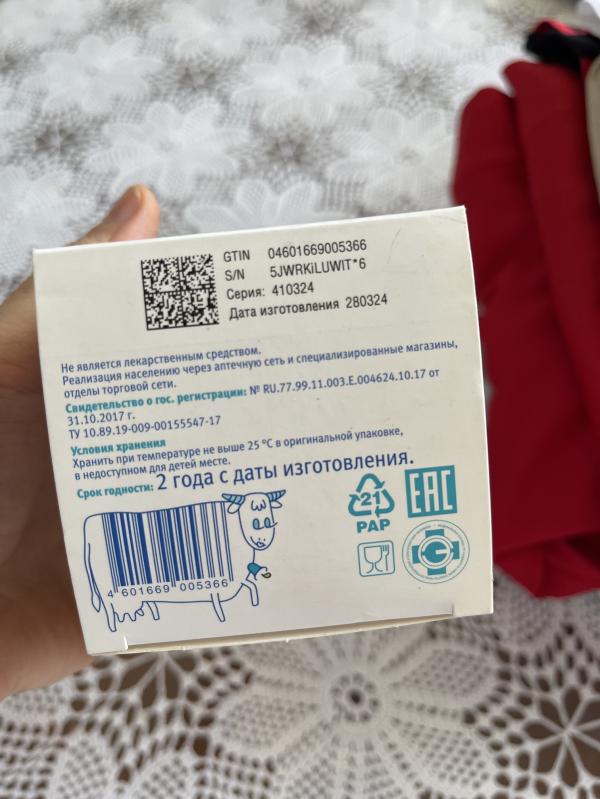 GTIN 04601669005366
S/N 5JWRKiLUWIT*6
Серия: 410324
Дата изготовления 280324
Не является лекарственным средством.
Реализация населению через аптечную сеть и специализированные магазины,
отделы торговой сети.
Свидетельство о гос. регистрации: № RU.77.99.11.003.E.004624.10.17 от
31.10.2017 г.
ТУ 10.89.19-009-00155547-17
Условия хранения
Хранить при температуре не выше 25 °C в оригинальной упаковке,
в недоступном для детей месте.
Срок годности: 2 года с даты изготовления.
21
PAP
EAC
4 601669 005366